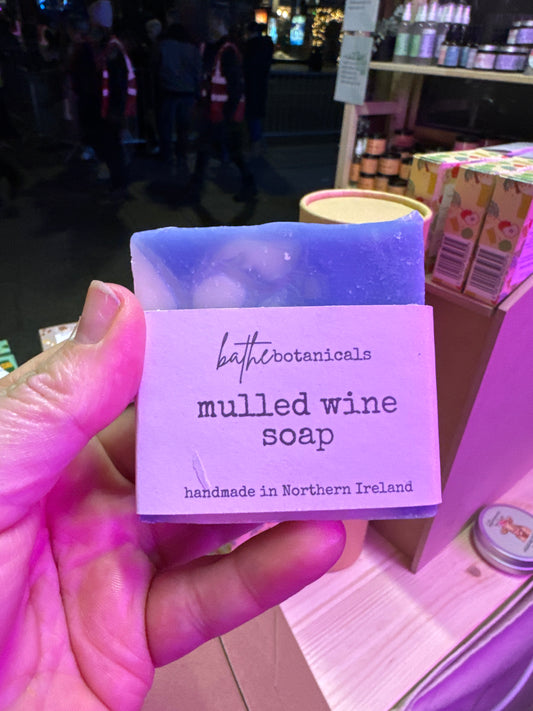 bathe botanicals
mulled wine
soap
handmade in Northern Ireland